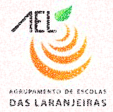 AEL
AGRUPAMENTO DE ESCOLAS
DAS LARANJEIRAS